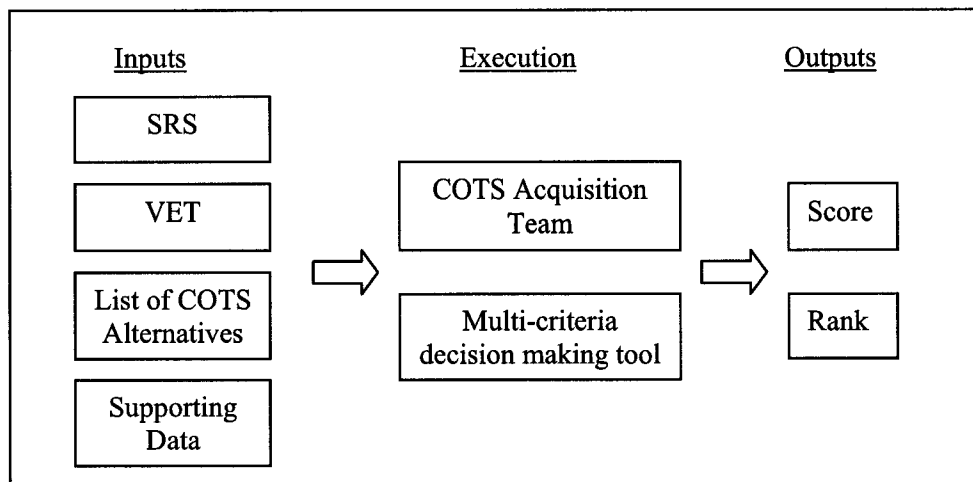 Inputs
SRS
VET
List of COTS
Alternatives
Supporting
Data
Execution
COTS Acquisition
Team
Multi-criteria
decision making tool
Outputs
Score
Rank